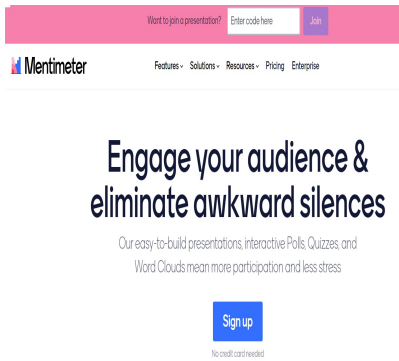 Want to join a presentation? Enter code here Join
Mentimeter Features Solutions Resources Pricing Enterprise
Engage your audience &
eliminate awkward silences
Our easy-to-build presentations, interactive Polls, Quizzes, and
Word Clouds mean more participation and less stress
Sign up
No credit card needed